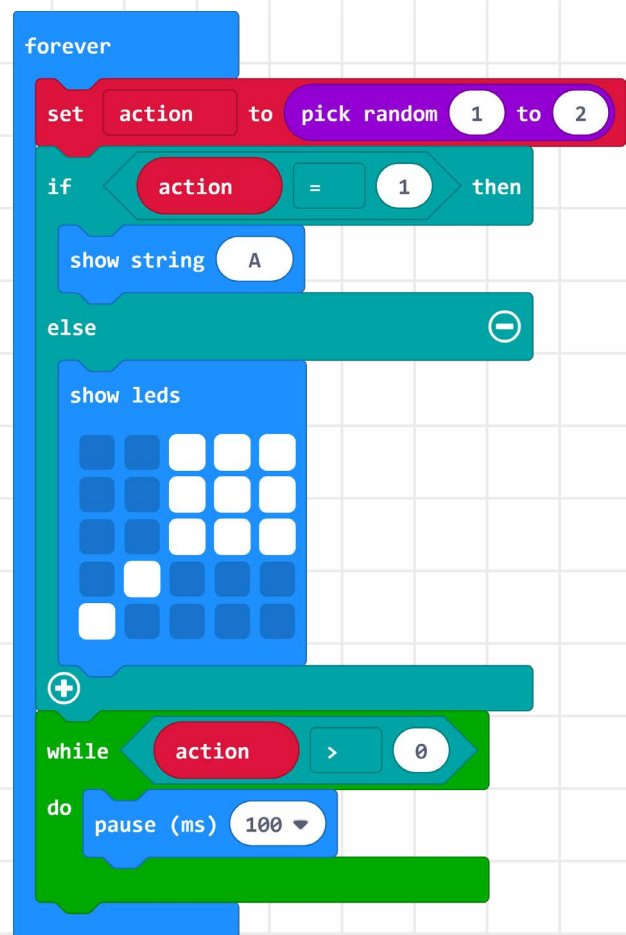 forever
set action to pick random 1 to 2
if action = 1 then
show string A
else
show leds
while action > 0
do
pause (ms) 100